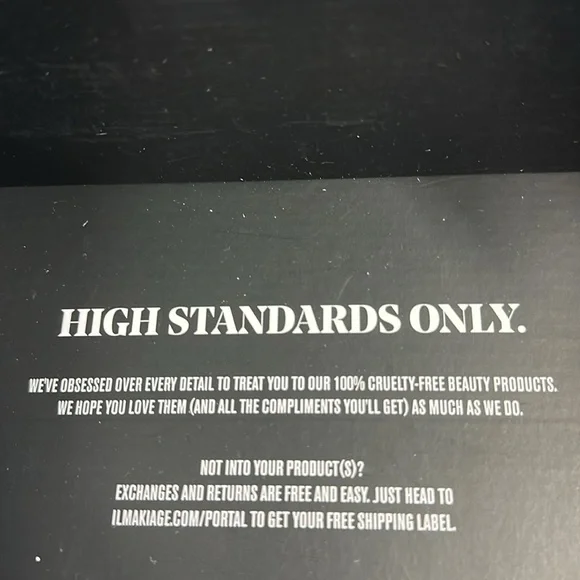 HIGH STANDARDS ONLY.
WE'VE OBSESSED OVER EVERY DETAIL TO TREAT YOU TO OUR 100% CRUELTY-FREE BEAUTY PRODUCTS.
WE HOPE YOU LOVE THEM (AND ALL THE COMPLIMENTS YOU'LL GET) AS MUCH AS WE DO.
NOT INTO YOUR PRODUCT(S)?
EXCHANGES AND RETURNS ARE FREE AND EASY. JUST HEAD TO
ILMAKIAGE.COM/PORTAL TO GET YOUR FREE SHIPPING LABEL.